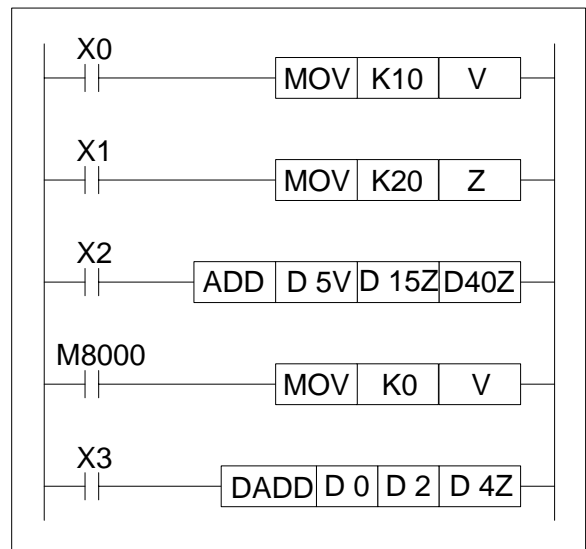 X0
MOV K10 V
X1
MOV K20 Z
X2
ADD D 5V D 15Z D40Z
M8000
MOV K0 V
X3
DADD D 0 D 2 D 4Z